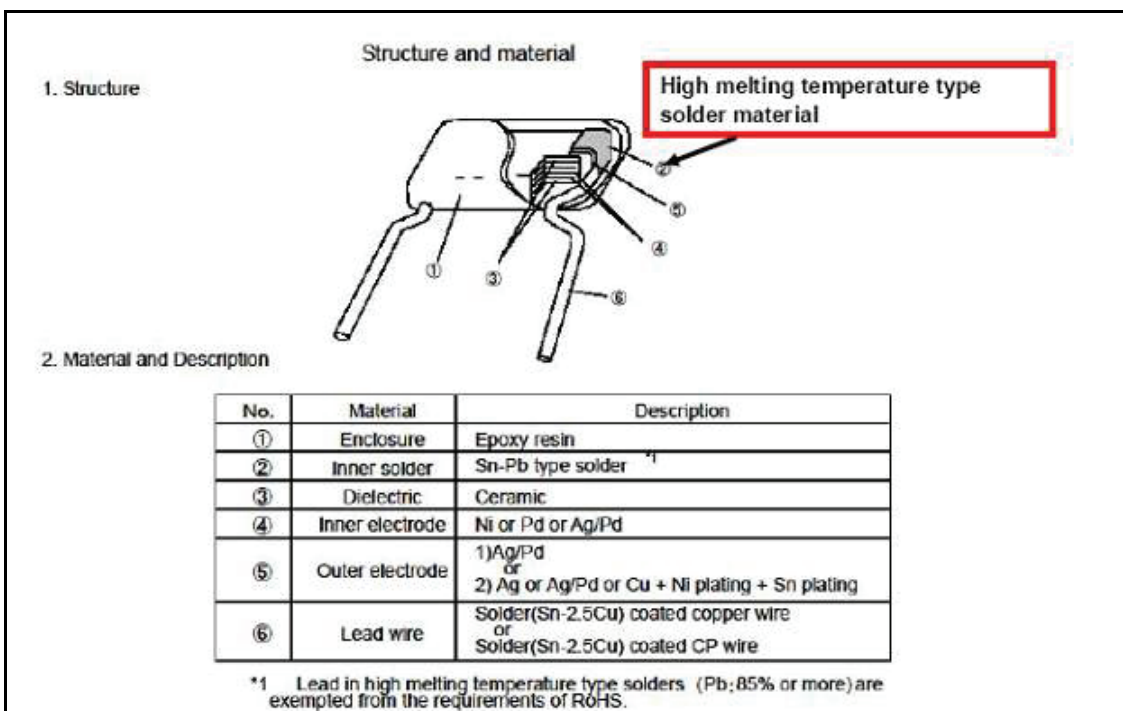 Structure and material
1. Structure
High melting temperature type
solder material
②
⑤
④
①
③
⑥
2. Material and Description
No. Material Description
① Enclosure Epoxy resin
② Inner solder Sn-Pb type solder *1
③ Dielectric Ceramic
④ Inner electrode Ni or Pd or Ag/Pd
⑤ Outer electrode 1)Ag/Pd
or
2) Ag or Ag/Pd or Cu + Ni plating + Sn plating
⑥ Lead wire Solder(Sn-2.5Cu) coated copper wire
or
Solder(Sn-2.5Cu) coated CP wire
*1 Lead in high melting temperature type solders (Pb;85% or more) are
exempted from the requirements of RoHS.